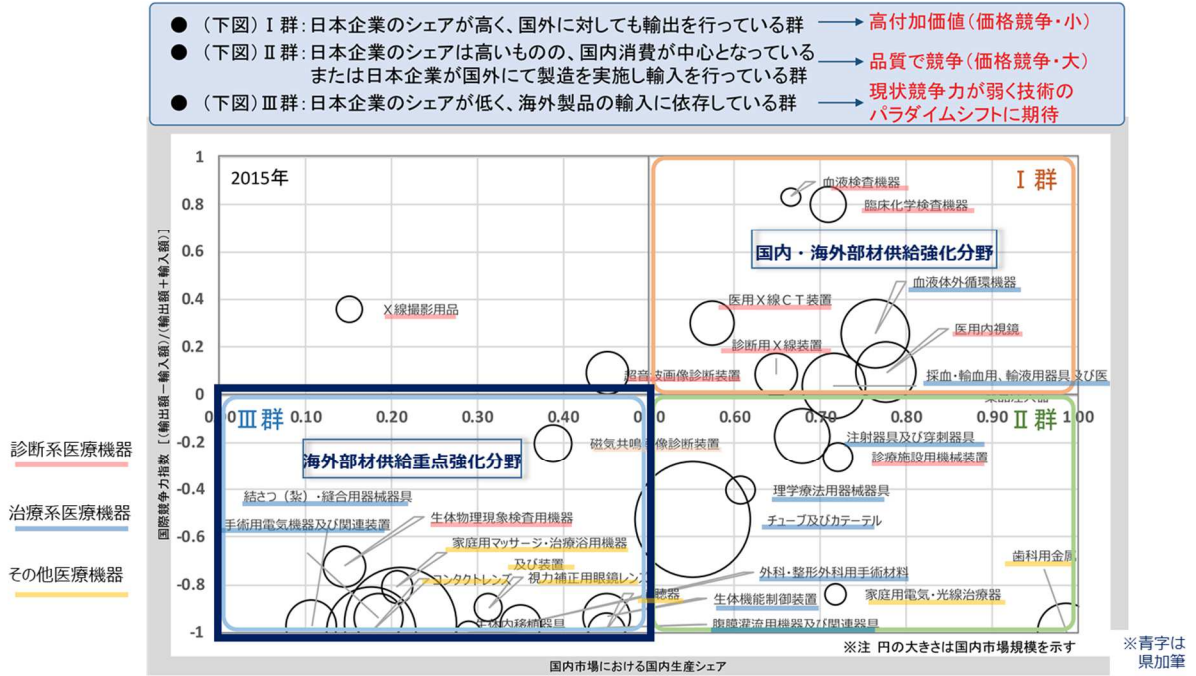 ● (下図)Ⅰ群:日本企業のシェアが高く、国外に対しても輸出を行っている群
高付加価値(価格競争・小)
● (下図)Ⅱ群:日本企業のシェアは高いものの、国内消費が中心となっている
または日本企業が国外にて製造を実施し輸入を行っている群
品質で競争(価格競争・大)
● (下図)Ⅲ群:日本企業のシェアが低く、海外製品の輸入に依存している群
現状競争力が弱く技術の
パラダイムシフトに期待
2015年
Ⅰ群
国際競争力指数 [(輸出額ー輸入額)/(輸出額+輸入額)]
1
0.8
0.6
0.4
0.2
0
-0.2
-0.4
-0.6
-0.8
-1
血液検査機器
臨床化学検査機器
国内・海外部材供給強化分野
血液体外循環機器
医用X線CT装置
X線撮影用品
医用内視鏡
診断用X線装置
超音波画像診断装置
採血・輸血用、輸液用器具及び医
0.10
0.20
0.30
0.40
0.60
0.70
0.80
0.90
1.00
Ⅲ群
Ⅱ群
磁気共鳴画像診断装置
注射器具及び穿刺器具
診療施設用機械装置
海外部材供給重点強化分野
診断系医療機器
治療系医療機器
その他医療機器
結さつ(紮)・縫合用器械器具
手術用電気機器及び関連装置
生体物理現象検査用機器
理学療法用器械器具
チューブ及びカテーテル
家庭用マッサージ・治療浴用機器
及び装置
歯科用金属
コンタクトレンズ
視力補正用眼鏡レンズ
外科・整形外科用手術材料
聴器
生体機能制御装置
家庭用電気・光線治療器
生体内移植器具
腹膜灌流用機器及び関連器具
※注 円の大きさは国内市場規模を示す
国内市場における国内生産シェア
※青字は
県加筆